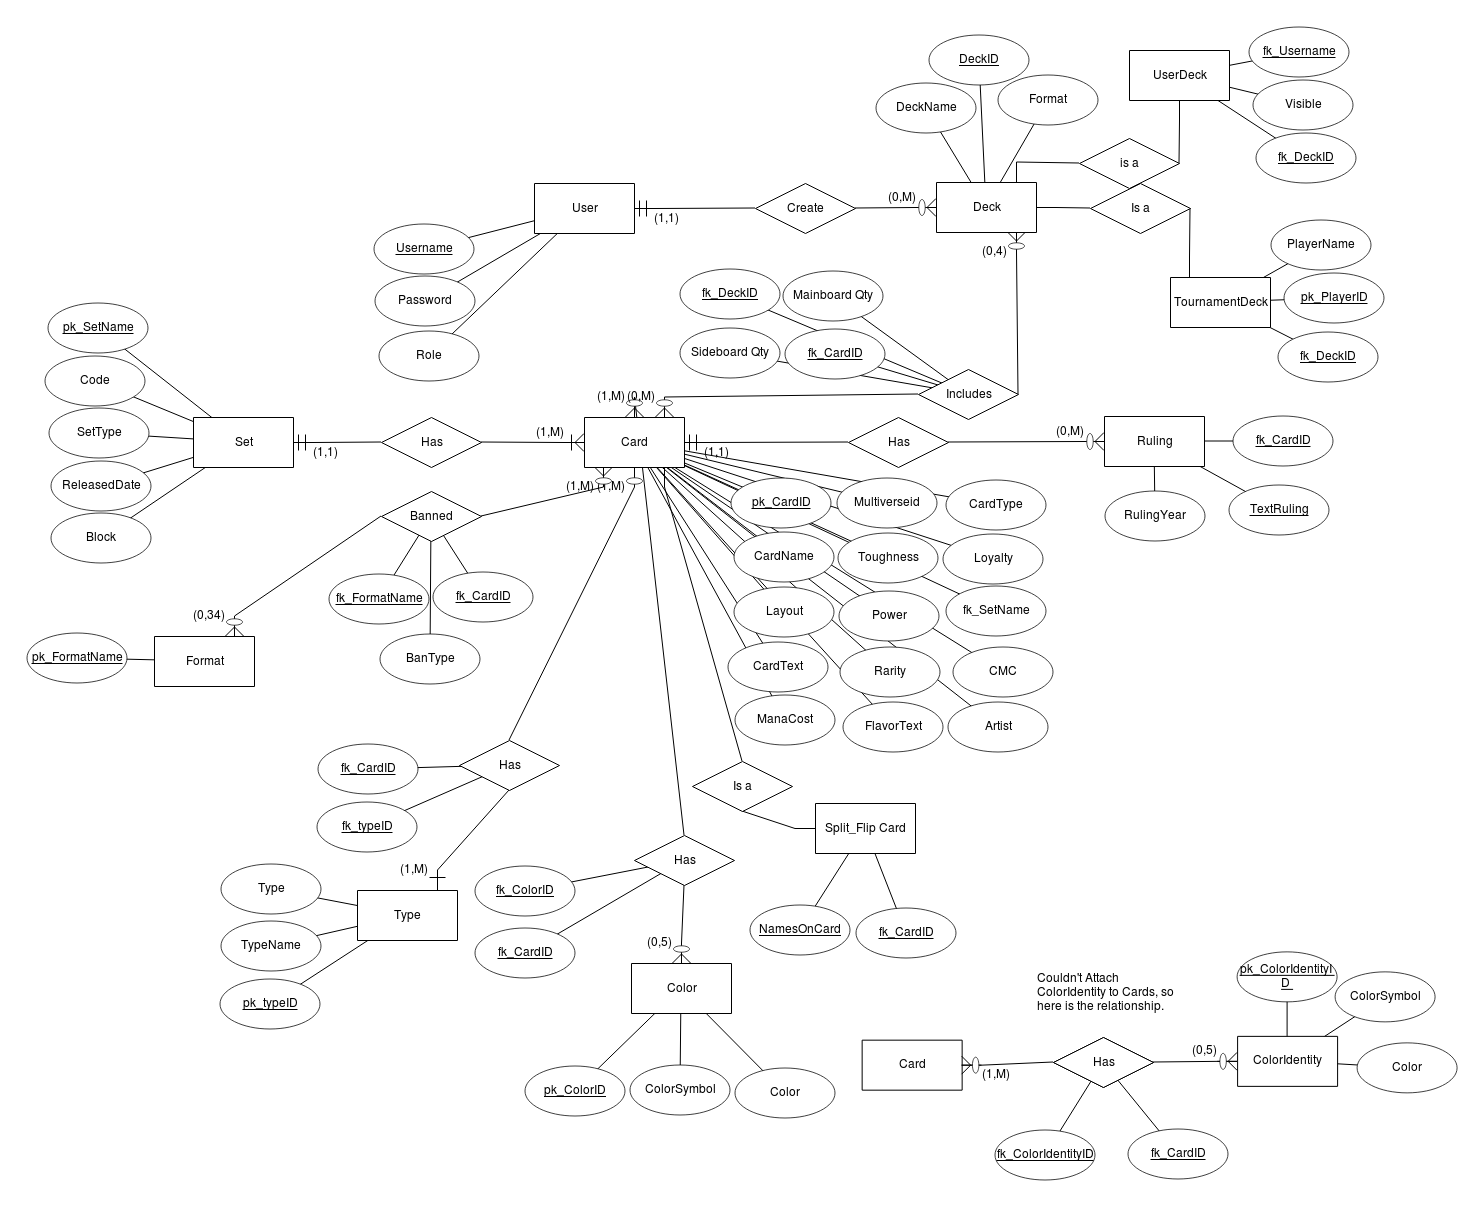 fk_Username
DeckID
UserDeck
DeckName
Format
Visible
fk_DeckID
is a
User
Create
(0,M)
Deck
Is a
(1,1)
Username
(0,4)
PlayerName
Password
fk_DeckID
Mainboard Qty
TournamentDeck
pk_PlayerID
pk_SetName
Role
Sideboard Qty
fk_CardID
fk_DeckID
Code
Includes
(1,M)
(0,M)
SetType
Set
Has
(1,M)
Card
Has
(0,M)
Ruling
fk_CardID
(1,1)
(1,1)
ReleasedDate
(1,M)
(1,M)
pk_CardID
Multiverseid
CardType
Block
Banned
RulingYear
TextRuling
CardName
Toughness
Loyalty
fk_FormatName
fk_CardID
Layout
Power
fk_SetName
(0,34)
pk_FormatName
Format
BanType
CardText
Rarity
CMC
ManaCost
FlavorText
Artist
fk_CardID
Has
Is a
fk_typeID
Split_Flip Card
(1,M)
Has
Type
fk_ColorID
Type
NamesOnCard
fk_CardID
TypeName
(0,5)
fk_CardID
pk_typeID
Color
Couldn't Attach
ColorIdentity to Cards, so
here is the relationship.
pk_ColorIdentityI
D
ColorSymbol
Card
(1,M)
Has
(0,5)
ColorIdentity
Color
pk_ColorID
ColorSymbol
Color
fk_ColorIdentityID
fk_CardID